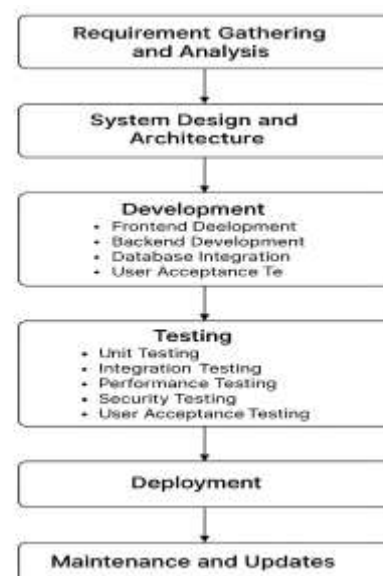 Requirement Gathering
and Analysis
System Design and
Architecture
Development
• Frontend Deelopment
• Backend Development
• Database Integration
• User Acceptance Te
Testing
• Unit Testing
• Integration Testing
• Performance Testing
• Security Testing
• User Acceptance Testing
Deployment
Maintenance and Updates